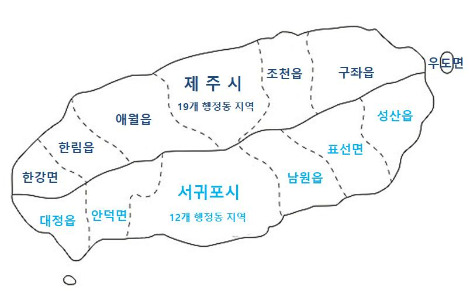 우도면
구좌읍
조천읍
제 주 시
19개 행정동 지역
애월읍
성산읍
한림읍
표선면
한강면
남원읍
서귀포시
12개 행정동 지역
안덕면
대정읍